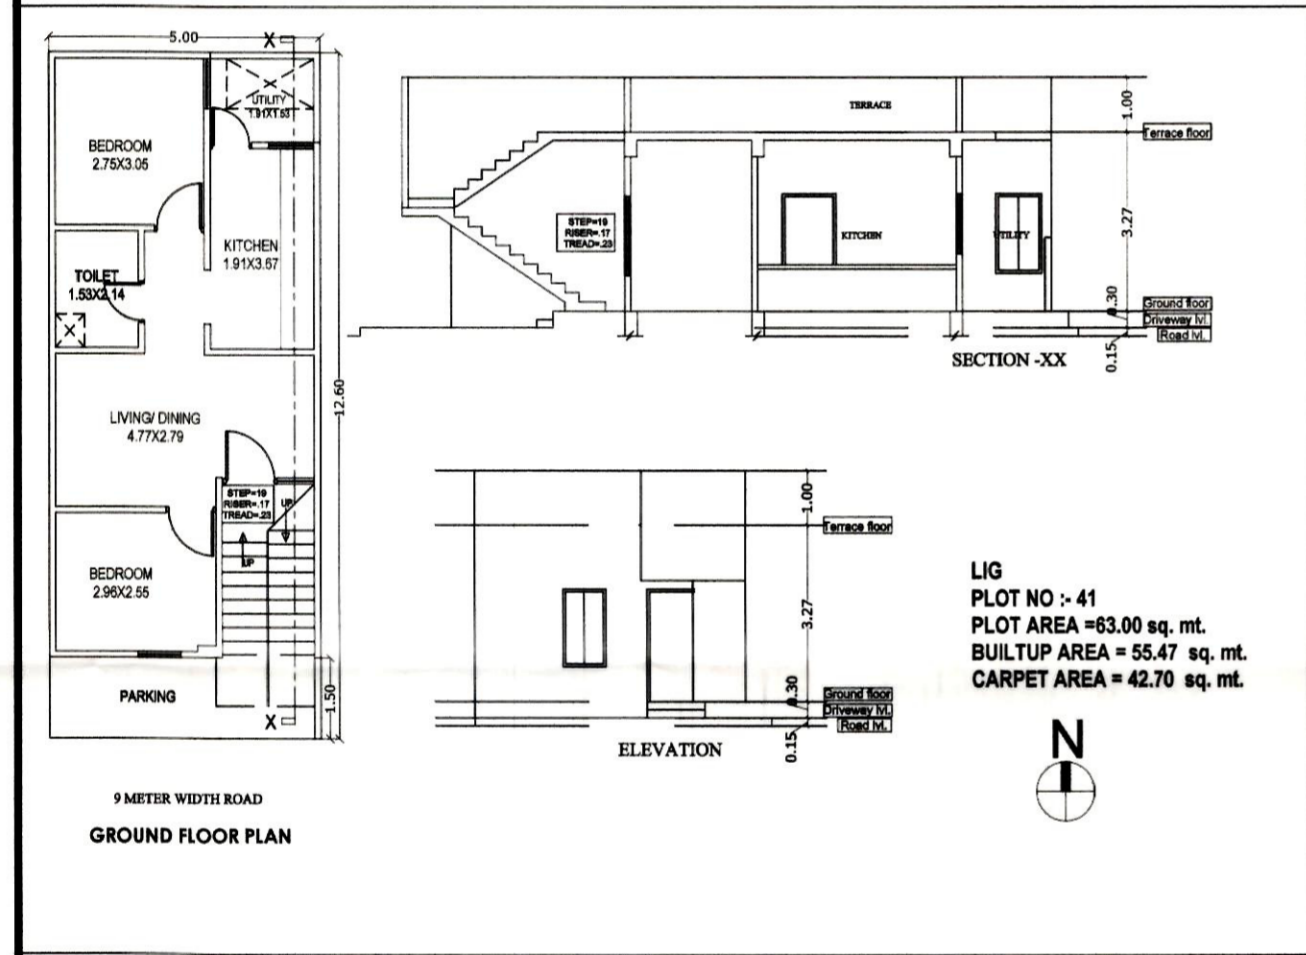 5.00
X
UTILITY
1.91X1.53
BEDROOM
2.75X3.05
KITCHEN
1.91X3.67
TOILET
1.53X2.14
X
12.60
LIVING/ DINING
4.77X2.79
STEP=19
RISER=.17
TREAD=.23
UP
UP
BEDROOM
2.96X2.55
PARKING
1.50
X
9 METER WIDTH ROAD
GROUND FLOOR PLAN
TERRACE
1.00
Terrace floor
STEP=19
RISER=.17
TREAD=.23
KITCHEN
UTILITY
3.27
.30
Ground floor
Driveway lvl.
Road lvl.
0.15
SECTION -XX
1.00
Terrace floor
3.27
.30
Ground floor
Driveway lvl.
Road lvl.
0.15
ELEVATION
LIG
PLOT NO :- 41
PLOT AREA =63.00 sq. mt.
BUILTUP AREA = 55.47 sq. mt.
CARPET AREA = 42.70 sq. mt.
N